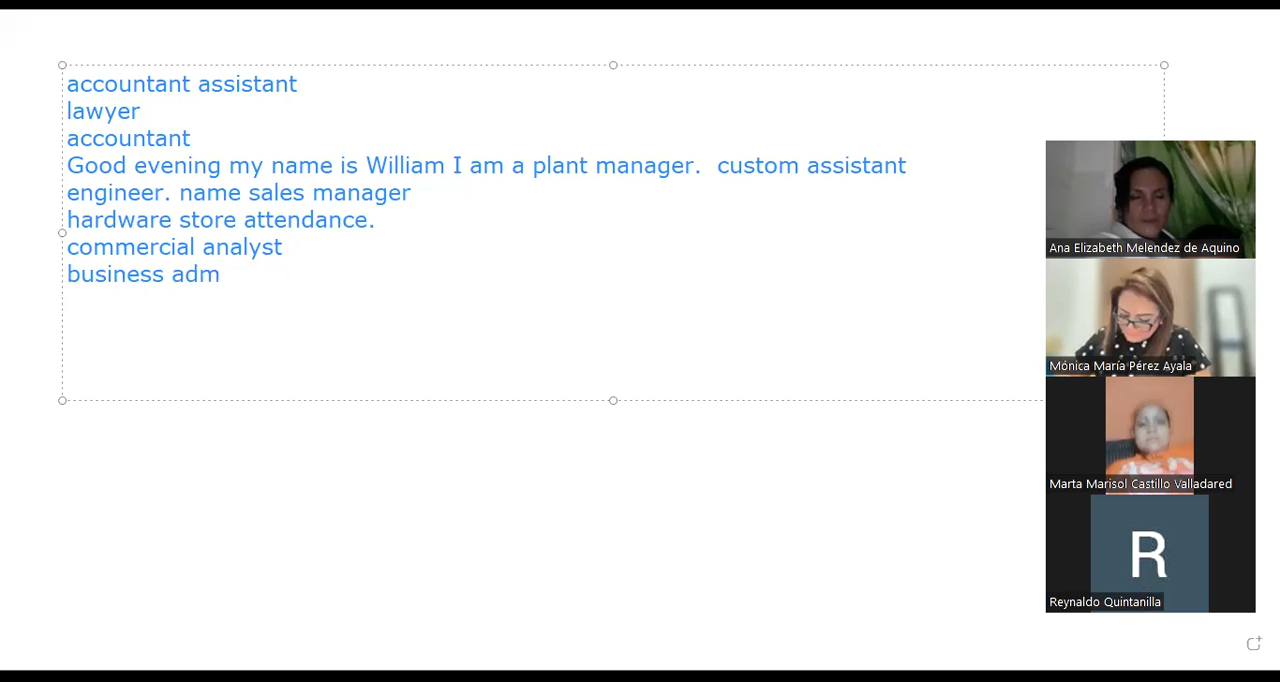 accountant assistant
lawyer
accountant
Good evening my name is William I am a plant manager.  custom assistant
engineer. name sales manager
hardware store attendance.
commercial analyst
business adm
Ana Elizabeth Melendez de Aquino
Mónica María Pérez Ayala
Marta Marisol Castillo Valladared
R
Reynaldo Quintanilla